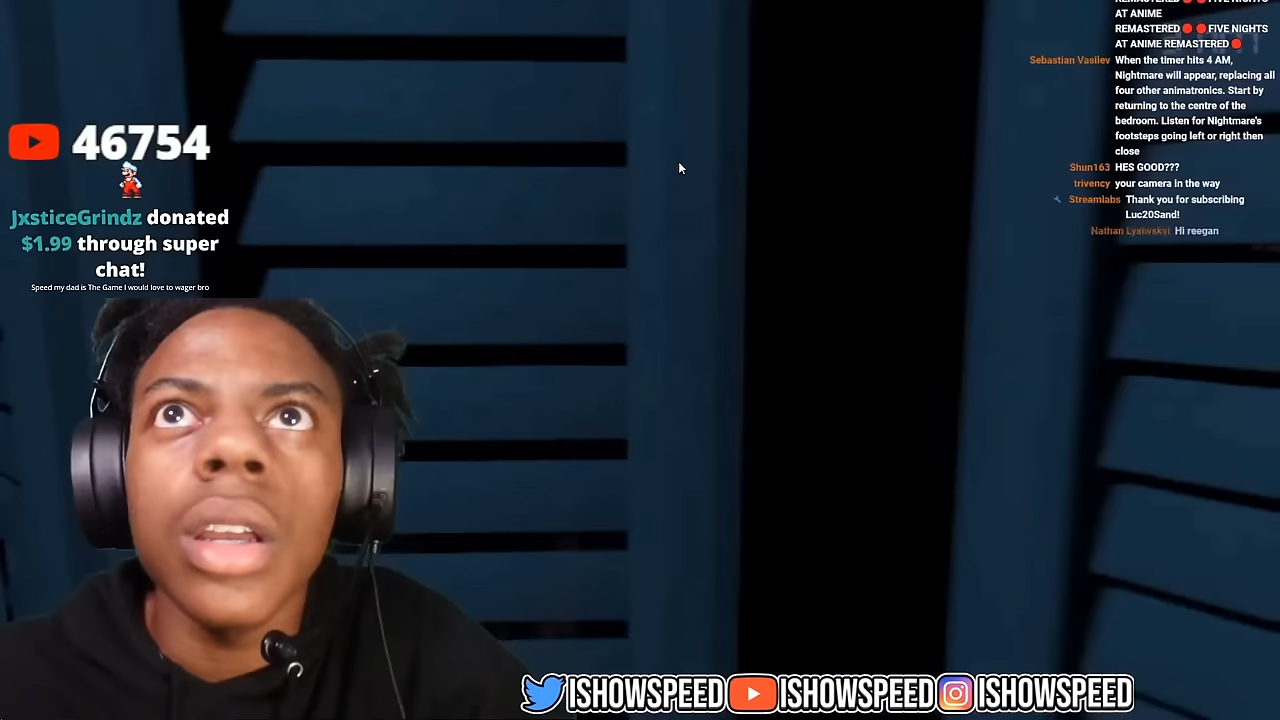 46754
JxsticeGrindz donated
$1.99 through super
chat!
Speed my dad is The Game I would love to wager bro
REMASTERED🔴 🔴FIVE NIGHTS
AT ANIME
REMASTERED🔴 🔴FIVE NIGHTS
AT ANIME REMASTERED🔴
Sebastian Vasilev When the timer hits 4 AM,
Nightmare will appear, replacing all
four other animatronics. Start by
returning to the centre of the
bedroom. Listen for Nightmare's
footsteps going left or right then
close
Shun163 HES GOOD???
trivency your camera in the way
Streamlabs Thank you for subscribing
Luc20Sand!
Nathan Lysiwskyi Hi reegan
ISHOWSPEED ISHOWSPEED ISHOWSPEED